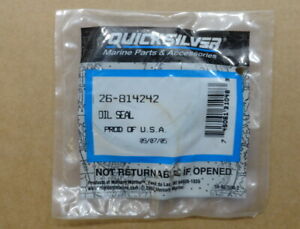 QUICKSILVER
Marine Parts & Accessories
26-814242
OIL SEAL
PROD OF U.S.A.
05/07/05
NOT RETURNABLE IF OPENED